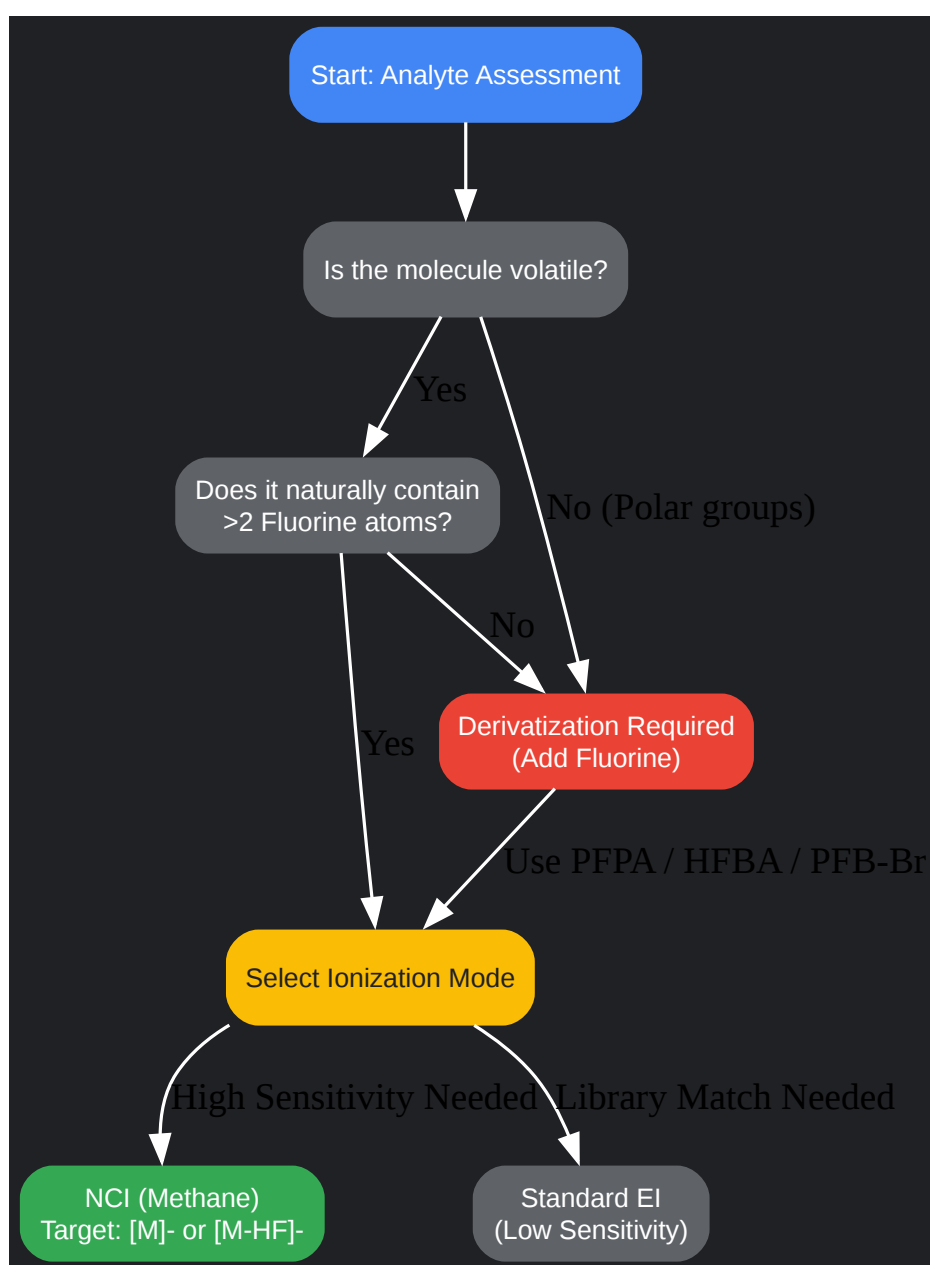 Start: Analyte Assessment
Is the molecule volatile?
Yes
Does it naturally contain
>2 Fluorine atoms?
No (Polar groups)
No
Derivatization Required
(Add Fluorine)
Yes
Use PFPA / HFBA / PFB-Br
Select Ionization Mode
High Sensitivity Needed
Library Match Needed
NCI (Methane)
Target: [M]- or [M-HF]-
Standard EI
(Low Sensitivity)